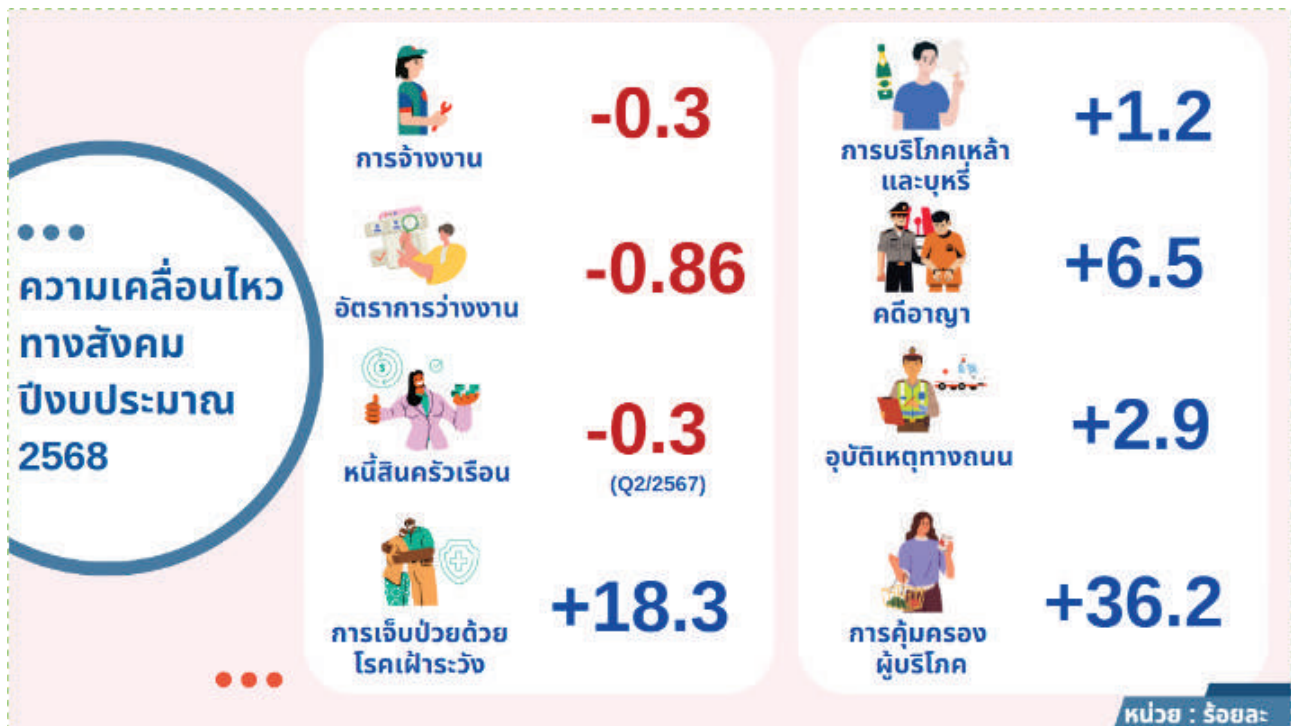 ความเคลื่อนไหว
ทางสังคม
ปีงบประมาณ
2568
การจ้างงาน
-0.3
อัตราการว่างงาน
-0.86
หนี้สินครัวเรือน
-0.3
(Q2/2567)
การเจ็บป่วยด้วย
โรคเฝ้าระวัง
+18.3
การบริโภคเหล้า
และบุหรี่
+1.2
คดีอาญา
+6.5
อุบัติเหตุทางถนน
+2.9
การคุ้มครอง
ผู้บริโภค
+36.2
หน่วย : ร้อยละ